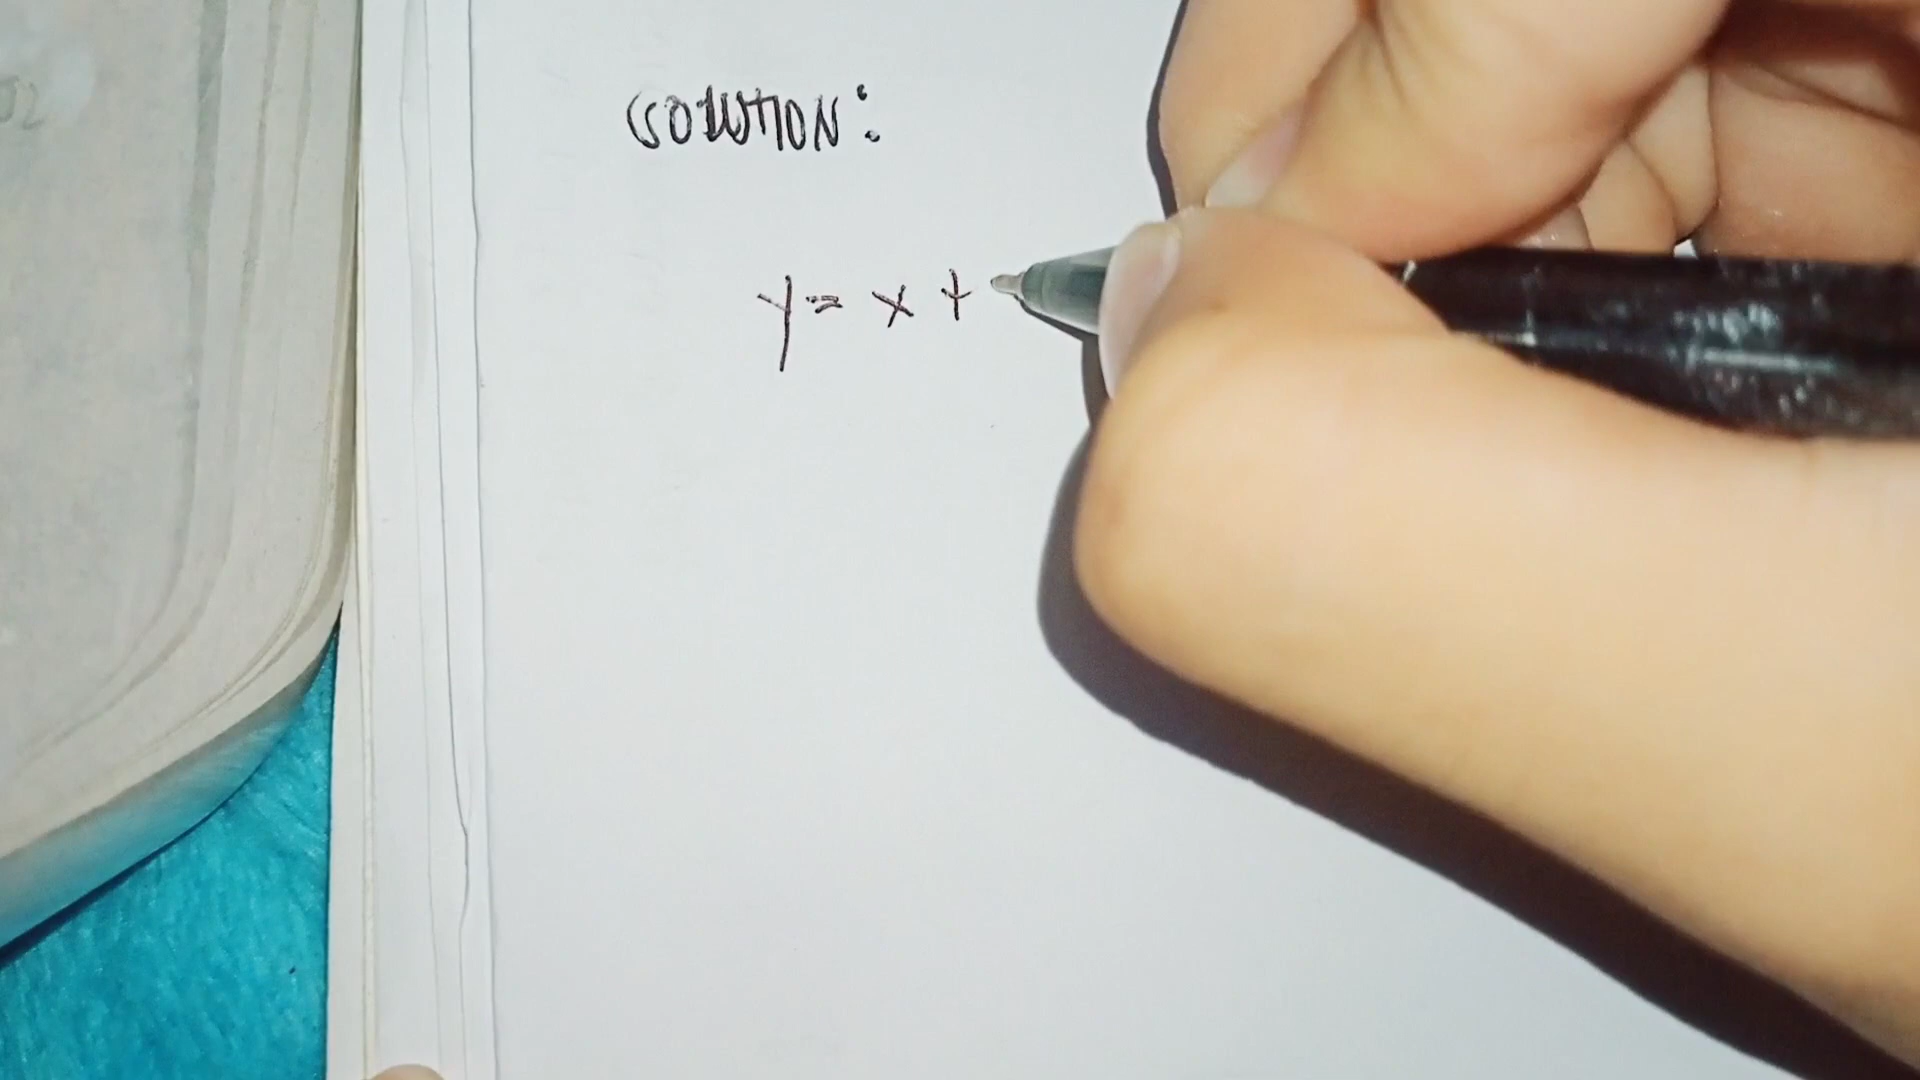 SOLUTION:
y = x +